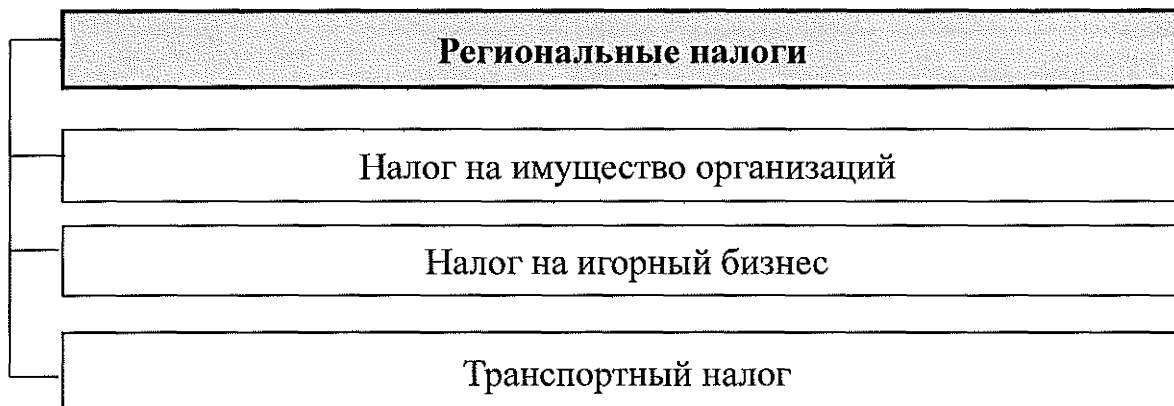 Региональные налоги
Налог на имущество организаций
Налог на игорный бизнес
Транспортный налог